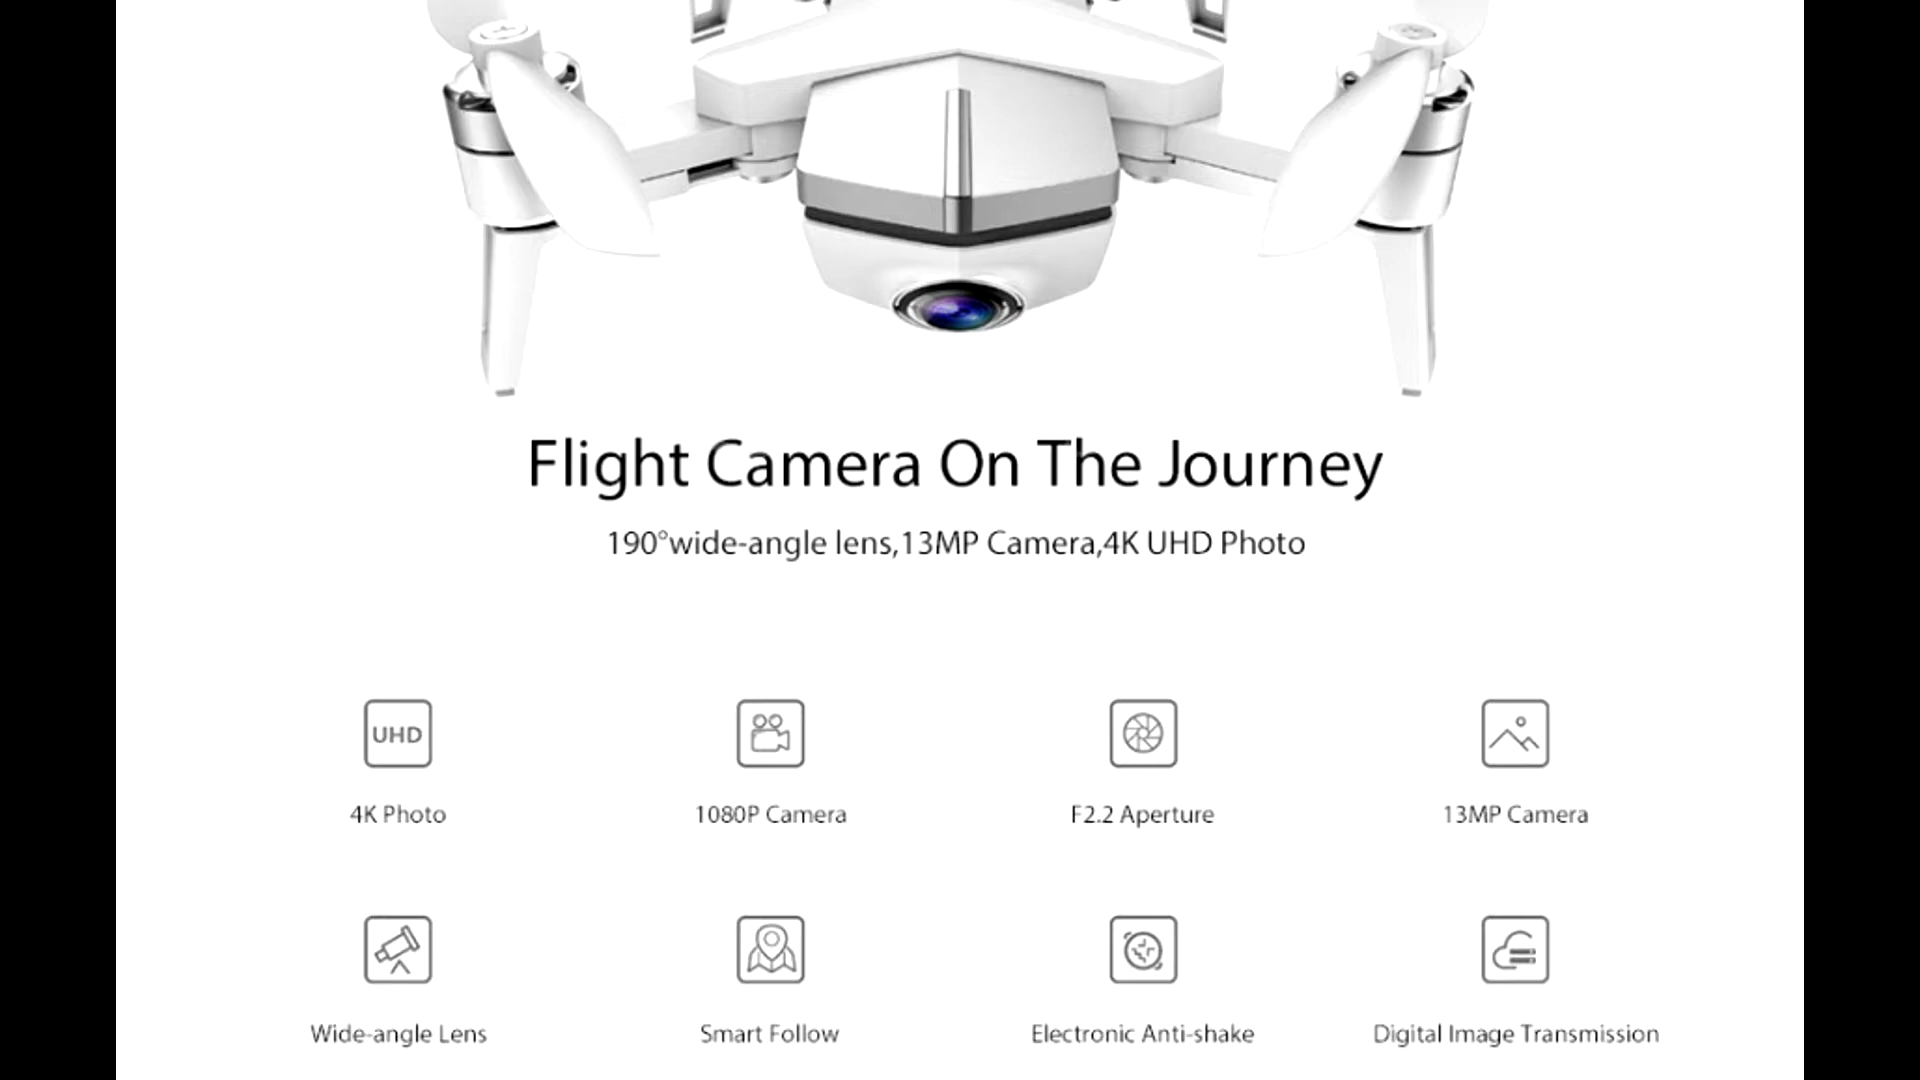 Flight Camera On The Journey
190°wide-angle lens,13MP Camera,4K UHD Photo
UHD
4K Photo
1080P Camera
F2.2 Aperture
13MP Camera
Wide-angle Lens
Smart Follow
Electronic Anti-shake
Digital Image Transmission